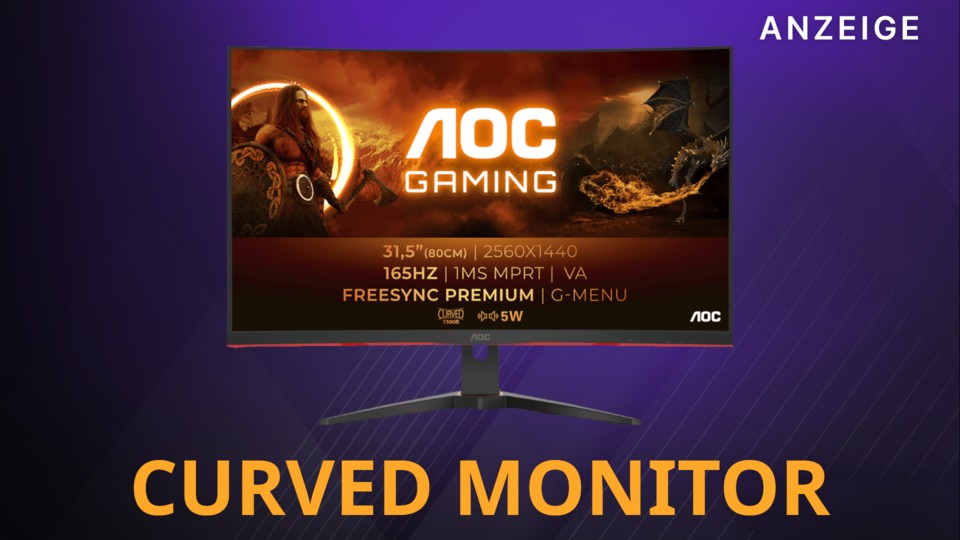 ANZEIGE
AOC
GAMING
31,5”(80CM) | 2560X1440
165HZ | 1MS MPRT | VA
FREESYNC PREMIUM | G-MENU
CURVED
1500R
5W
AOC
AOC
CURVED MONITOR